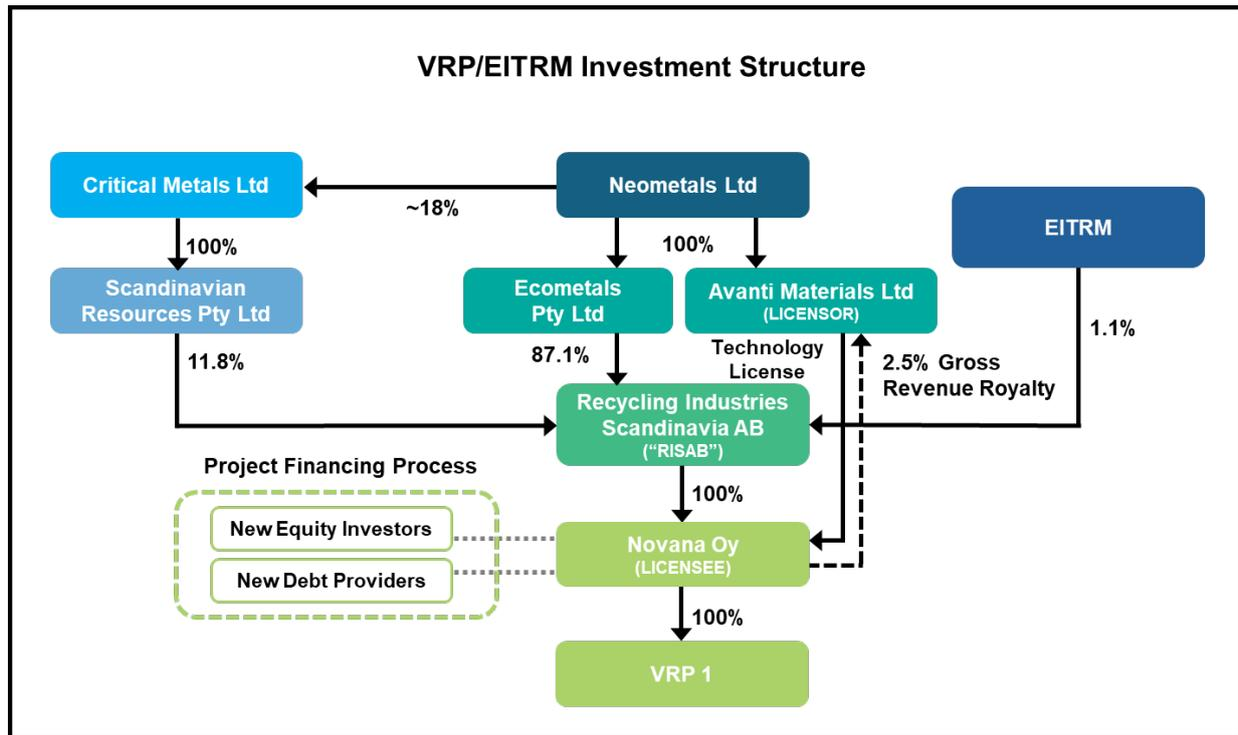 VRP/EITRM Investment Structure
Critical Metals Ltd
Neometals Ltd
~18%
EITRM
100%
100%
Scandinavian
Resources Pty Ltd
Ecometals
Pty Ltd
Avanti Materials Ltd
(LICENSOR)
11.8%
87.1%
Technology
License
2.5% Gross
Revenue Royalty
1.1%
Recycling Industries
Scandinavia AB
(“RISAB”)
Project Financing Process
100%
New Equity Investors
New Debt Providers
Novana Oy
(LICENSEE)
100%
VRP 1